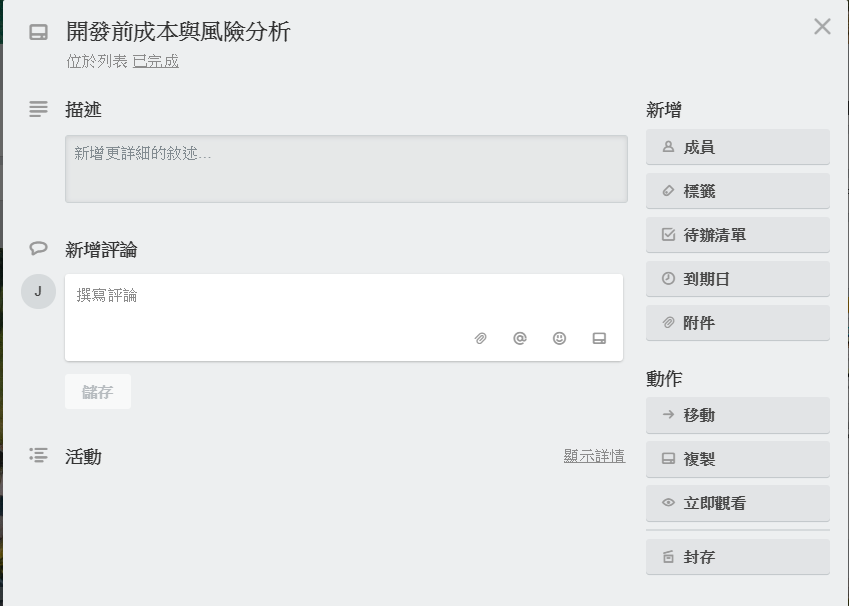 開發前成本與風險分析
位於列表 已完成
描述
新增更詳細的敘述...
新增評論
J
撰寫評論
儲存
活動
顯示詳情
新增
成員
標籤
待辦清單
到期日
附件
動作
移動
複製
立即觀看
封存